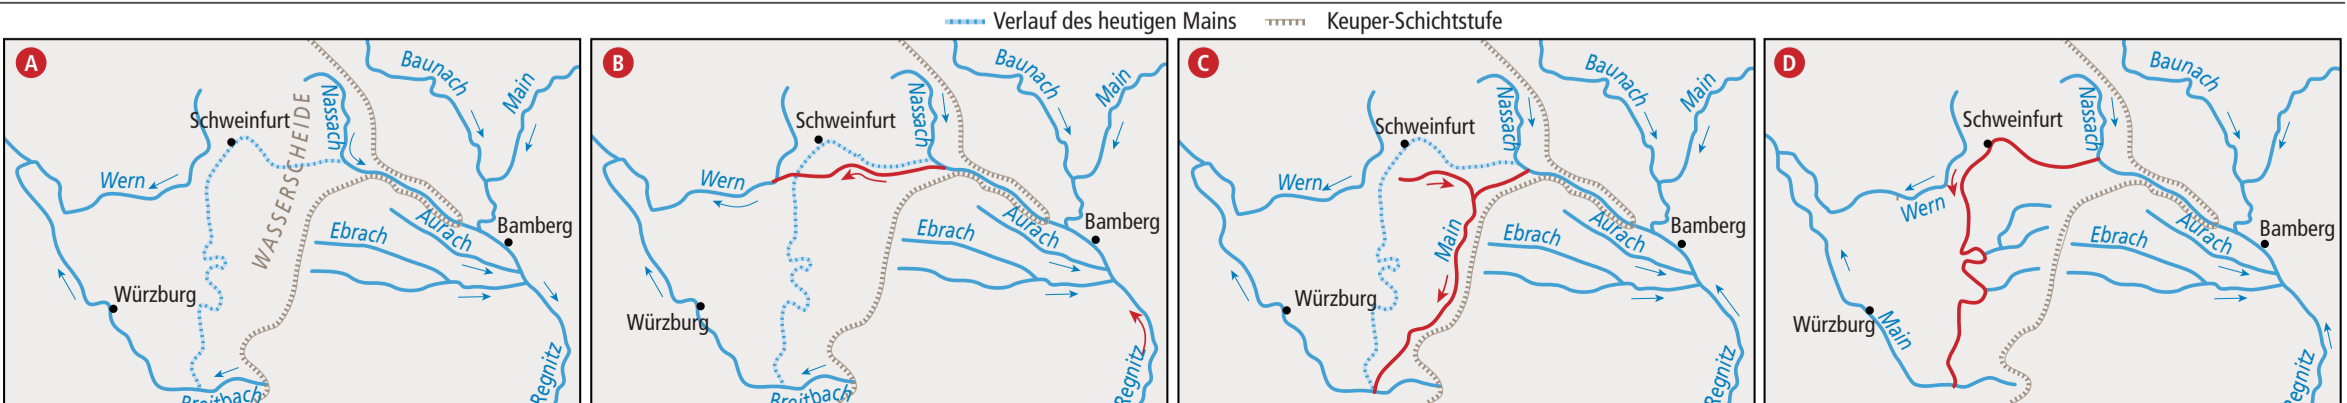 Verlauf des heutigen Mains
Keuper-Schichtstufe
A
Baunach
Main
Nassach
Schweinfurt
WASSERSCHEIDE
Wern
Aurach
Ebrach
Bamberg
Würzburg
Breitbach
Regnitz
B
Baunach
Main
Nassach
Schweinfurt
Wern
Aurach
Ebrach
Bamberg
Würzburg
Breitbach
Regnitz
C
Baunach
Main
Nassach
Schweinfurt
Wern
Main
Aurach
Ebrach
Bamberg
Würzburg
Regnitz
D
Baunach
Main
Nassach
Schweinfurt
Wern
Aurach
Ebrach
Bamberg
Würzburg
Main
Regnitz